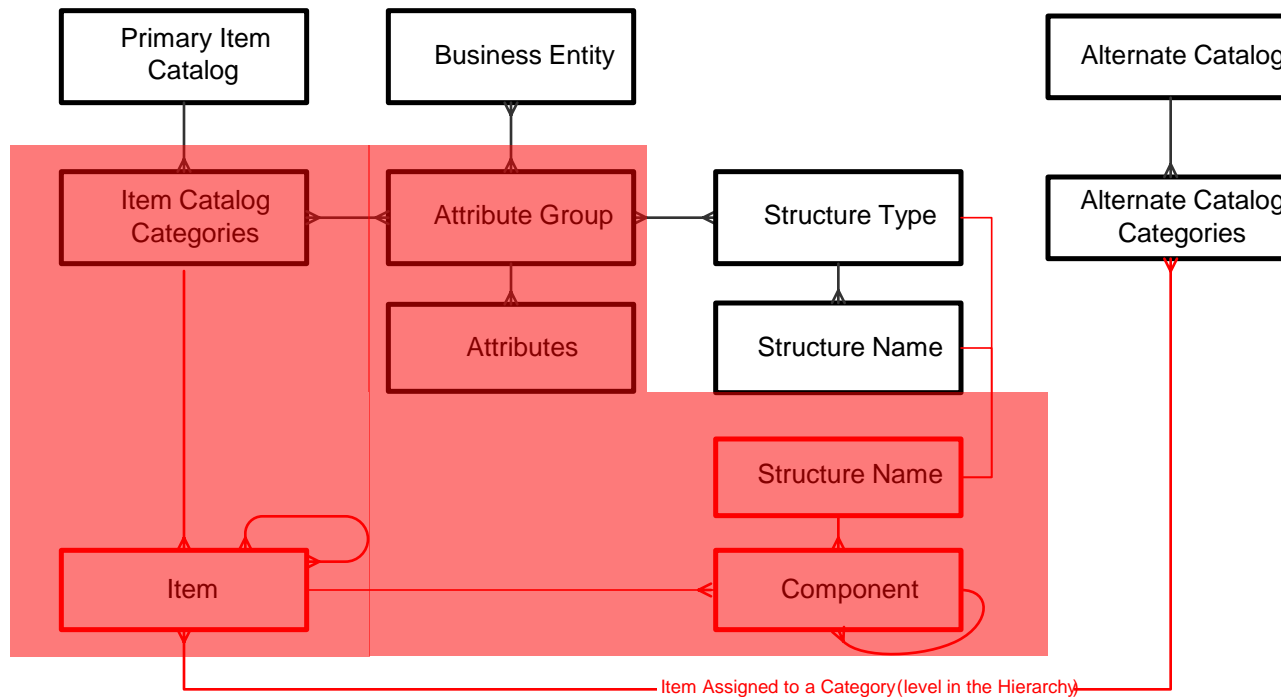 Primary Item
Catalog
Business Entity
Alternate Catalog
Item Catalog
Categories
Attribute Group
Structure Type
Alternate Catalog
Categories
Attributes
Structure Name
Structure Name
Item
Component
Item Assigned to a Category(level in the Hierarchy)